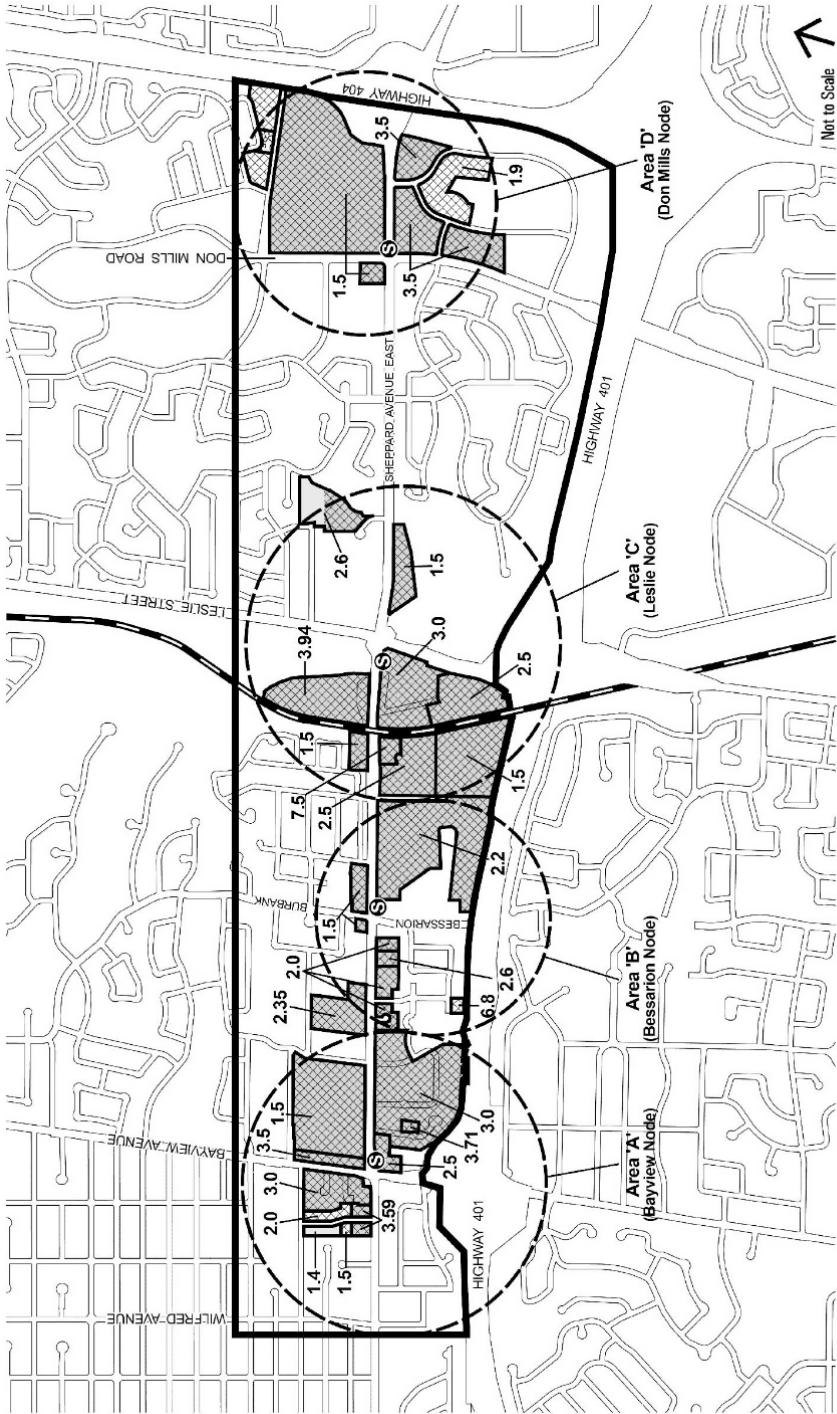 WILFRED AVENUE
BAYVIEW AVENUE
BURBANK
LESLIE STREET
DON MILLS ROAD
HIGHWAY 404
1.4
2.0
3.0
3.5
1.5
1.5
3.59
S
2.5
3.71
3.0
2.35
2.0
1.5
S
BESSARION
2.6
6.8
2.2
7.5
2.5
1.5
3.94
S
3.0
2.5
1.5
2.6
1.5
SHEPPARD AVENUE EAST
1.5
S
3.5
3.5
1.9
HIGHWAY 401
HIGHWAY 401
Area 'A'
(Bayview Node)
Area 'B'
(Bessarion Node)
Area 'C'
(Leslie Node)
Area 'D'
(Don Mills Node)
Not to Scale